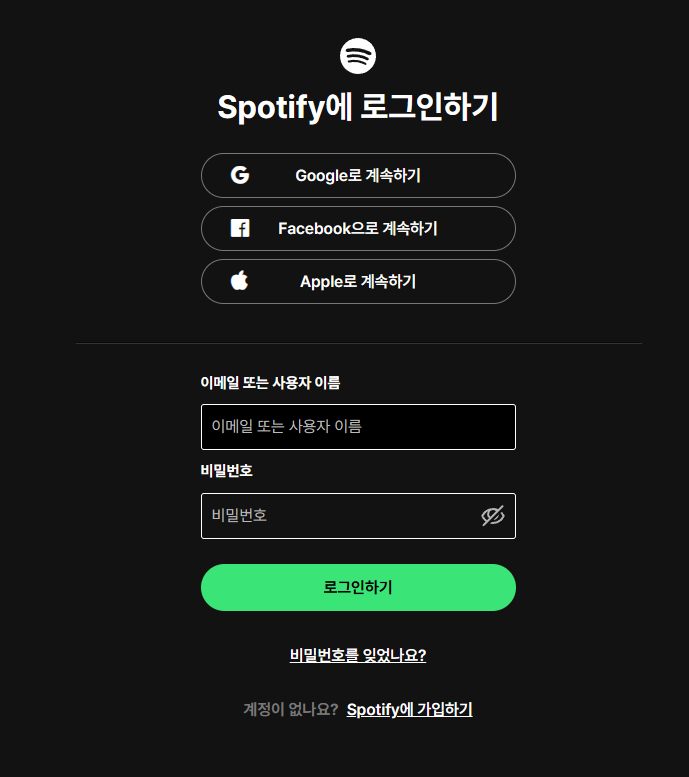 Spotify에 로그인하기
Google로 계속하기
Facebook으로 계속하기
Apple로 계속하기
이메일 또는 사용자 이름
이메일 또는 사용자 이름
비밀번호
비밀번호
로그인하기
비밀번호를 잊었나요?
계정이 없나요? Spotify에 가입하기